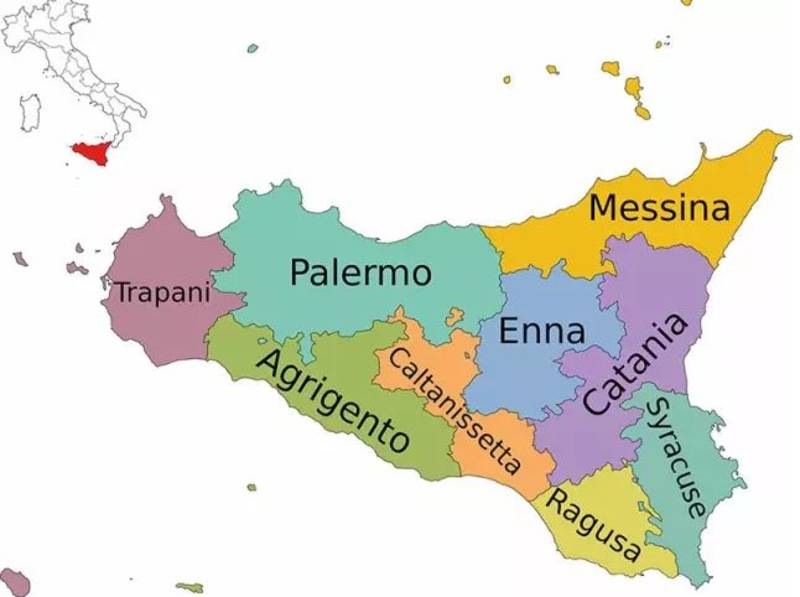 Messina
Palermo
Trapani
Enna
Catania
Agrigento
Caltanissetta
Syracuse
Ragusa